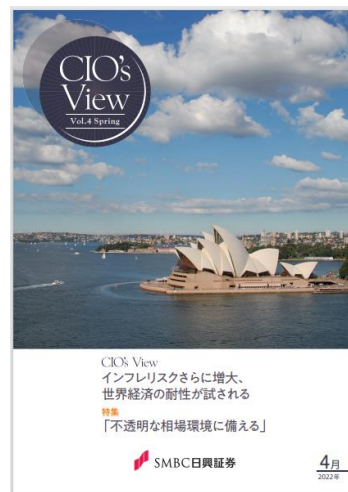 CIO's
View
Vol.4 Spring
CIO's View
インフレリスクさらに増大、
世界経済の耐性が試される
特集
「不透明な相場環境に備える」
SMBC日興証券
4月
2022年